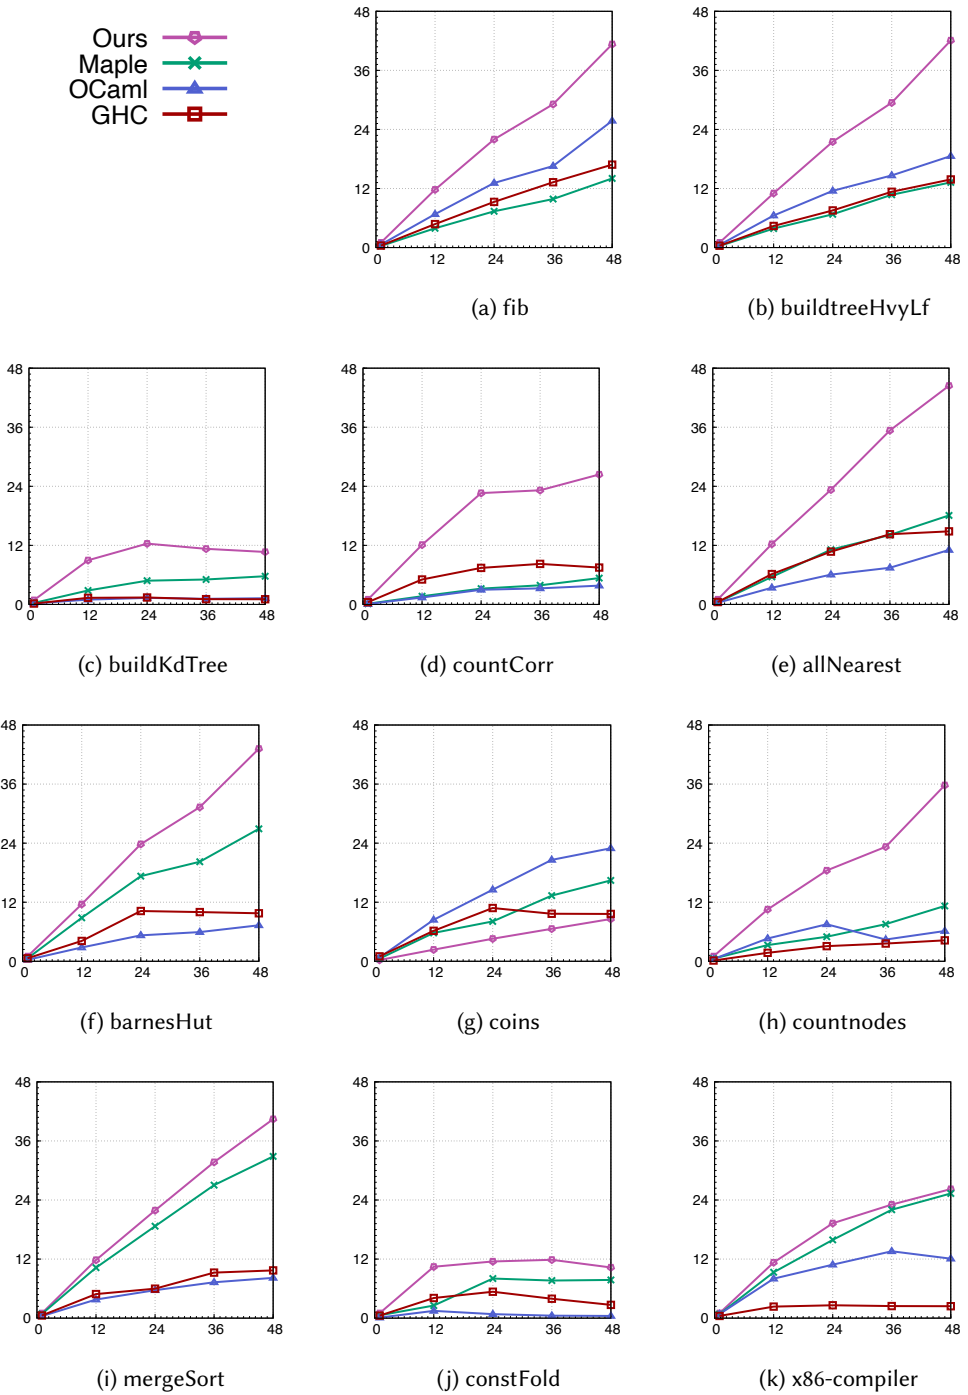 Ours
Maple
OCaml
GHC
48
36
24
12
0
0 12 24 36 48
(a) fib
48
36
24
12
0
0 12 24 36 48
(b) buildtreeHvyLf
48
36
24
12
0
0 12 24 36 48
(c) buildKdTree
48
36
24
12
0
0 12 24 36 48
(d) countCorr
48
36
24
12
0
0 12 24 36 48
(e) allNearest
48
36
24
12
0
0 12 24 36 48
(f) barnesHut
48
36
24
12
0
0 12 24 36 48
(g) coins
48
36
24
12
0
0 12 24 36 48
(h) countnodes
48
36
24
12
0
0 12 24 36 48
(i) mergeSort
48
36
24
12
0
0 12 24 36 48
(j) constFold
48
36
24
12
0
0 12 24 36 48
(k) x86-compiler